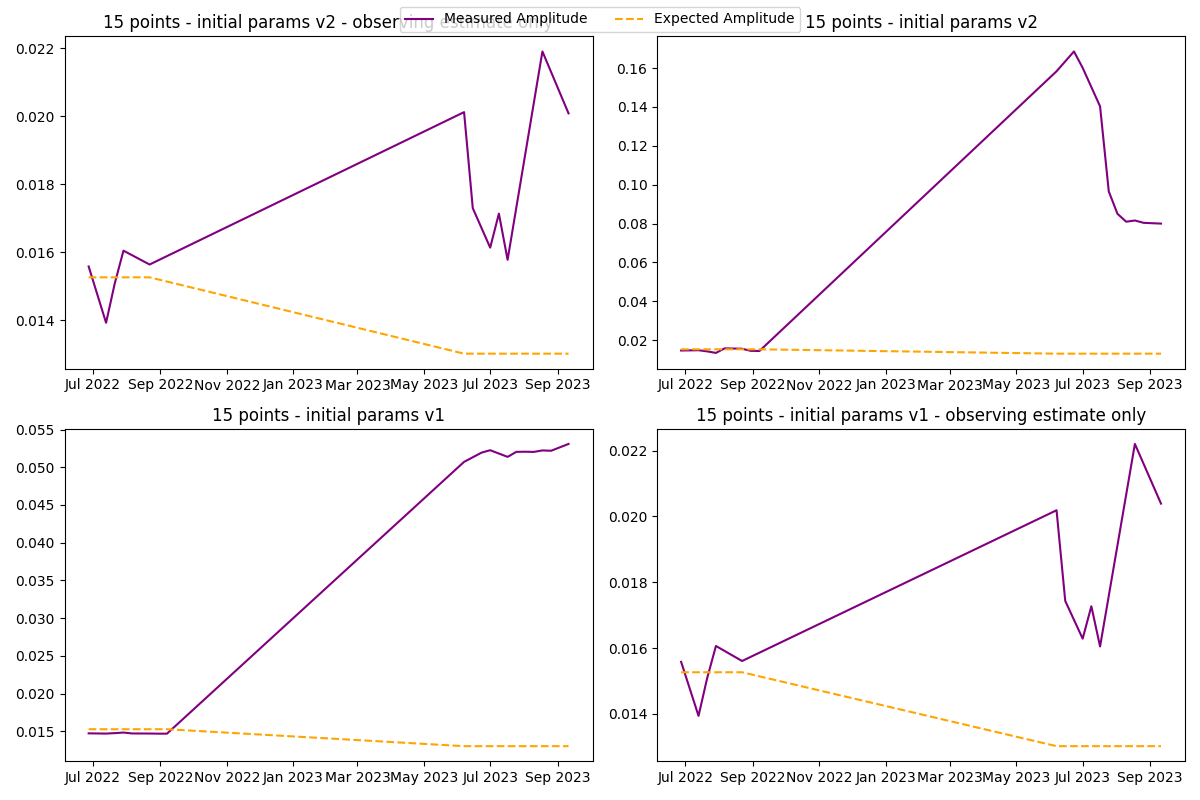 15 points - initial params v2 - observing estimate only
Measured Amplitude
Expected Amplitude
0.022
0.020
0.018
0.016
0.014
Jul 2022 Sep 2022 Nov 2022 Jan 2023 Mar 2023 May 2023 Jul 2023 Sep 2023
15 points - initial params v2
0.16
0.14
0.12
0.10
0.08
0.06
0.04
0.02
Jul 2022 Sep 2022 Nov 2022 Jan 2023 Mar 2023 May 2023 Jul 2023 Sep 2023
15 points - initial params v1
0.055
0.050
0.045
0.040
0.035
0.030
0.025
0.020
0.015
Jul 2022 Sep 2022 Nov 2022 Jan 2023 Mar 2023 May 2023 Jul 2023 Sep 2023
15 points - initial params v1 - observing estimate only
0.022
0.020
0.018
0.016
0.014
Jul 2022 Sep 2022 Nov 2022 Jan 2023 Mar 2023 May 2023 Jul 2023 Sep 2023